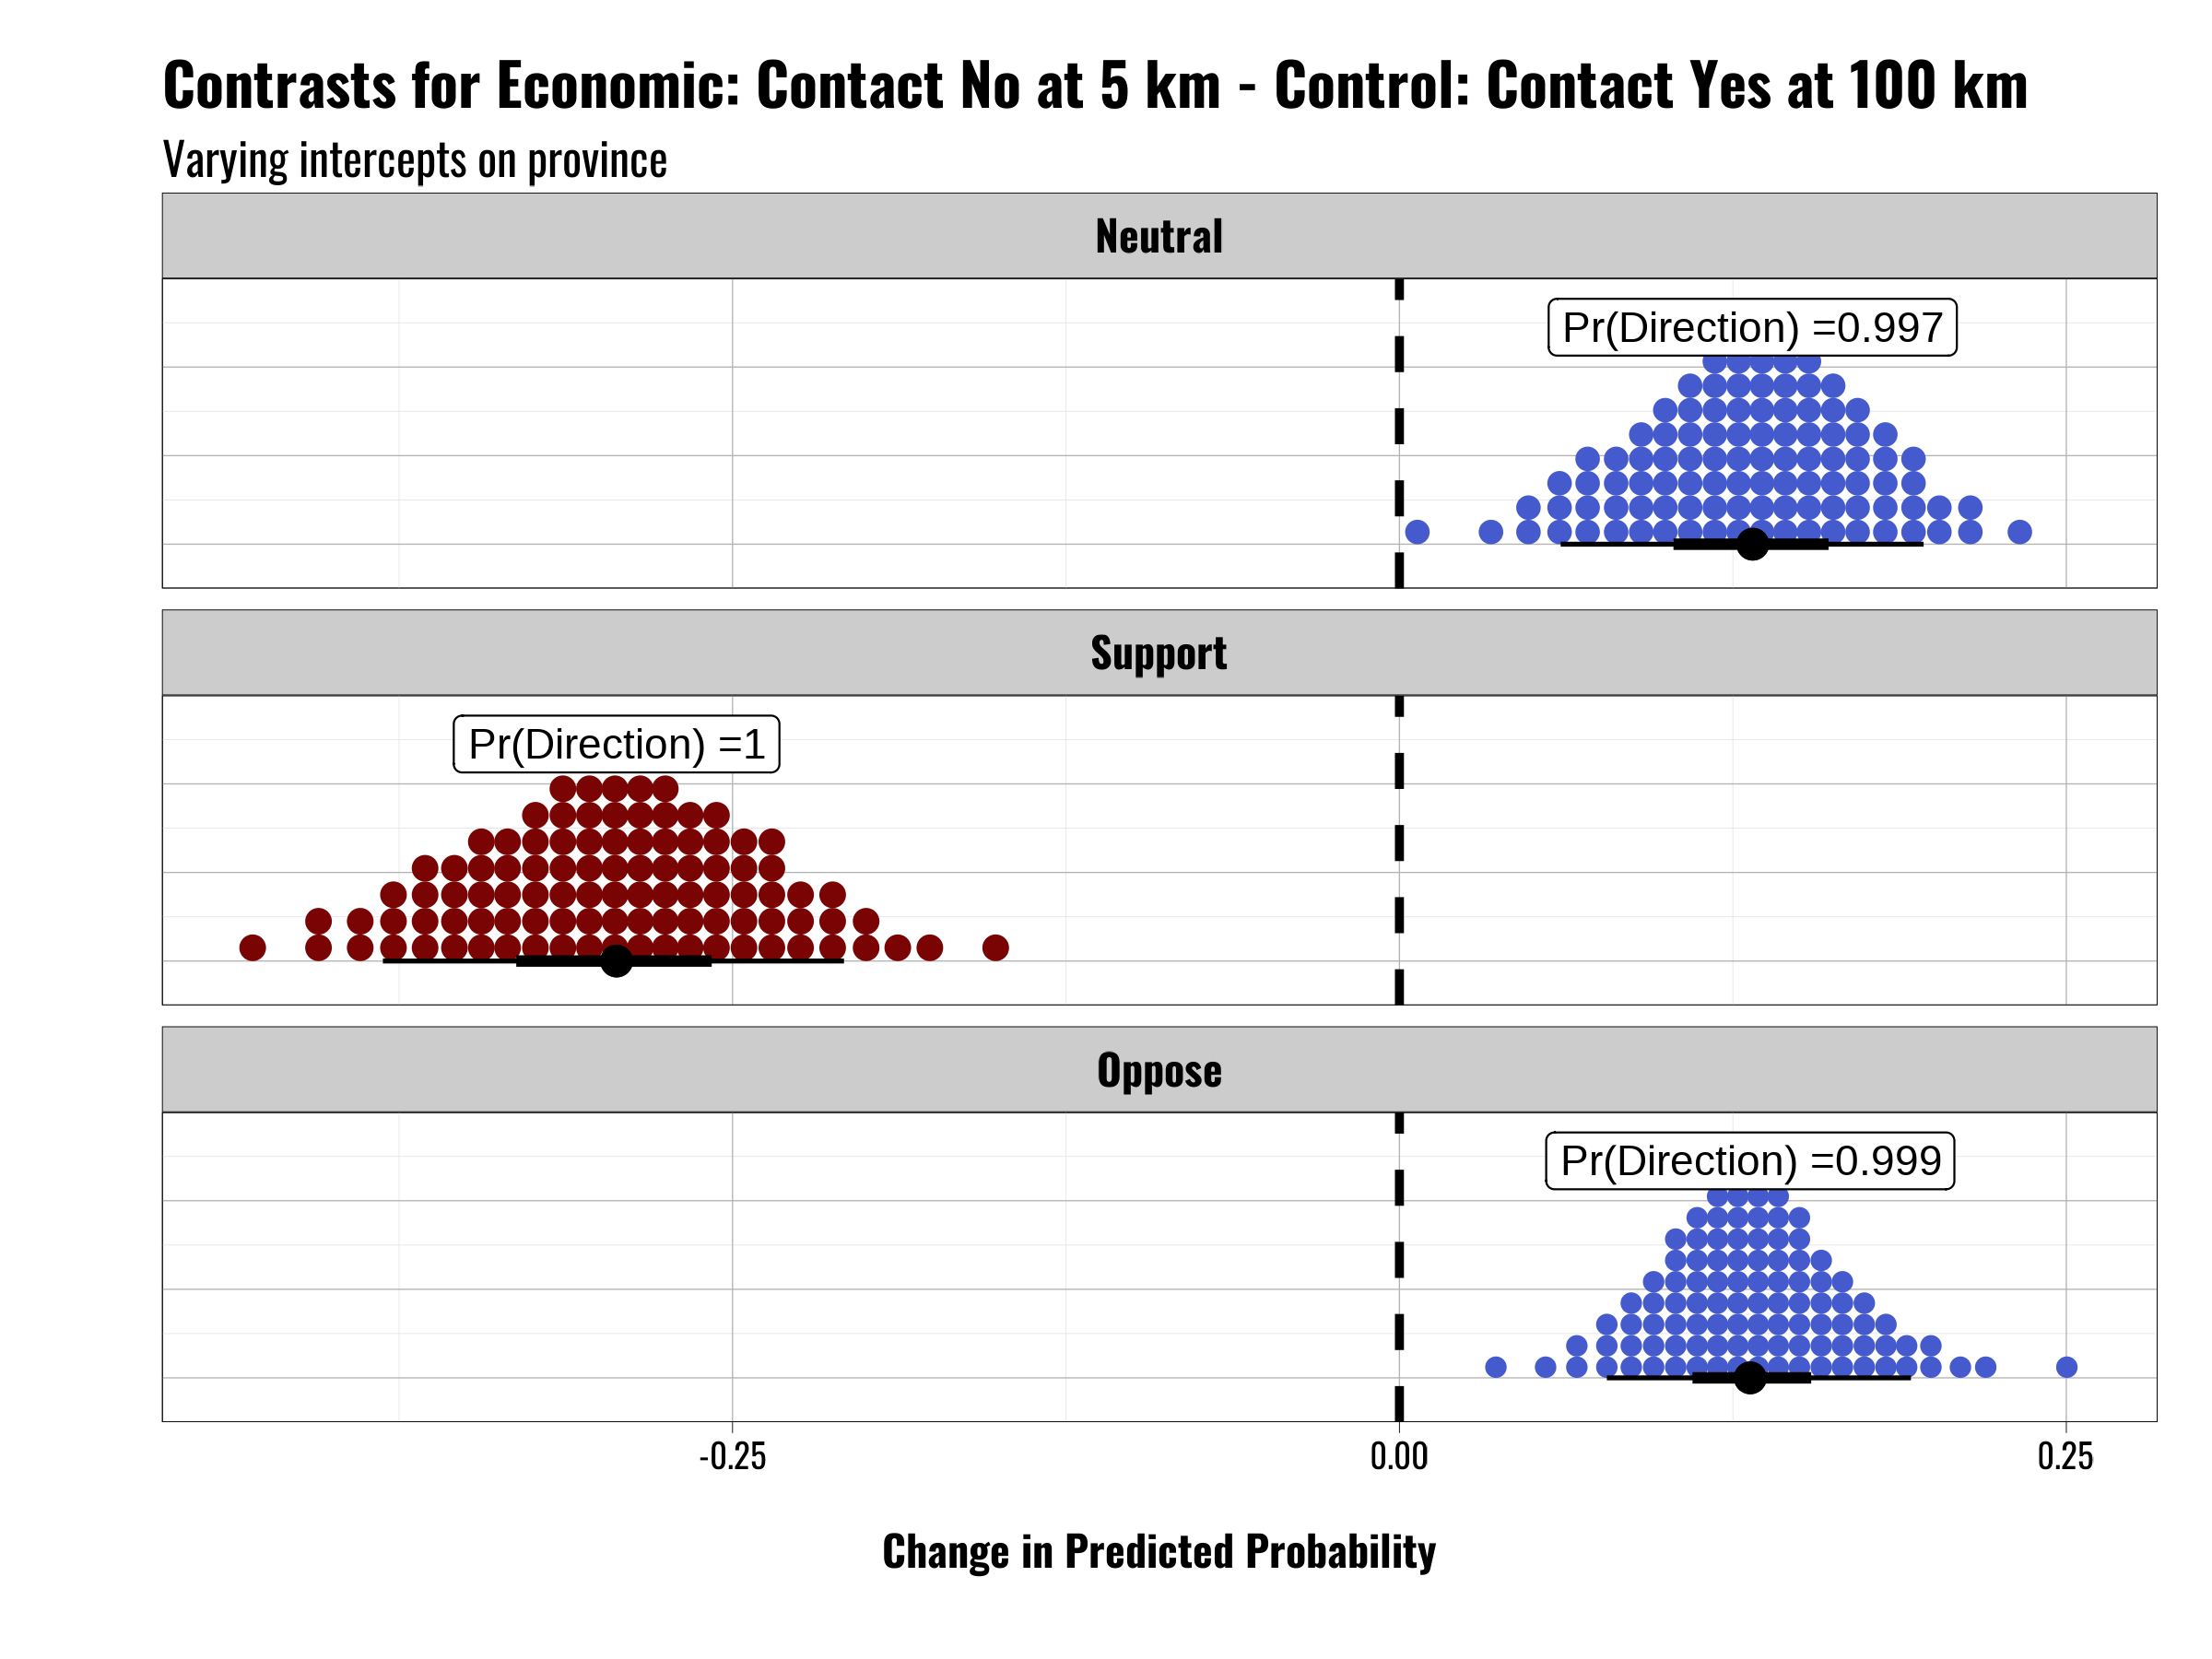 Contrasts for Economic: Contact No at 5 km - Control: Contact Yes at 100 km
Varying intercepts on province
Neutral
Pr(Direction) =0.997
Support
Pr(Direction) =1
Oppose
Pr(Direction) =0.999
-0.25
0.00
0.25
Change in Predicted Probability